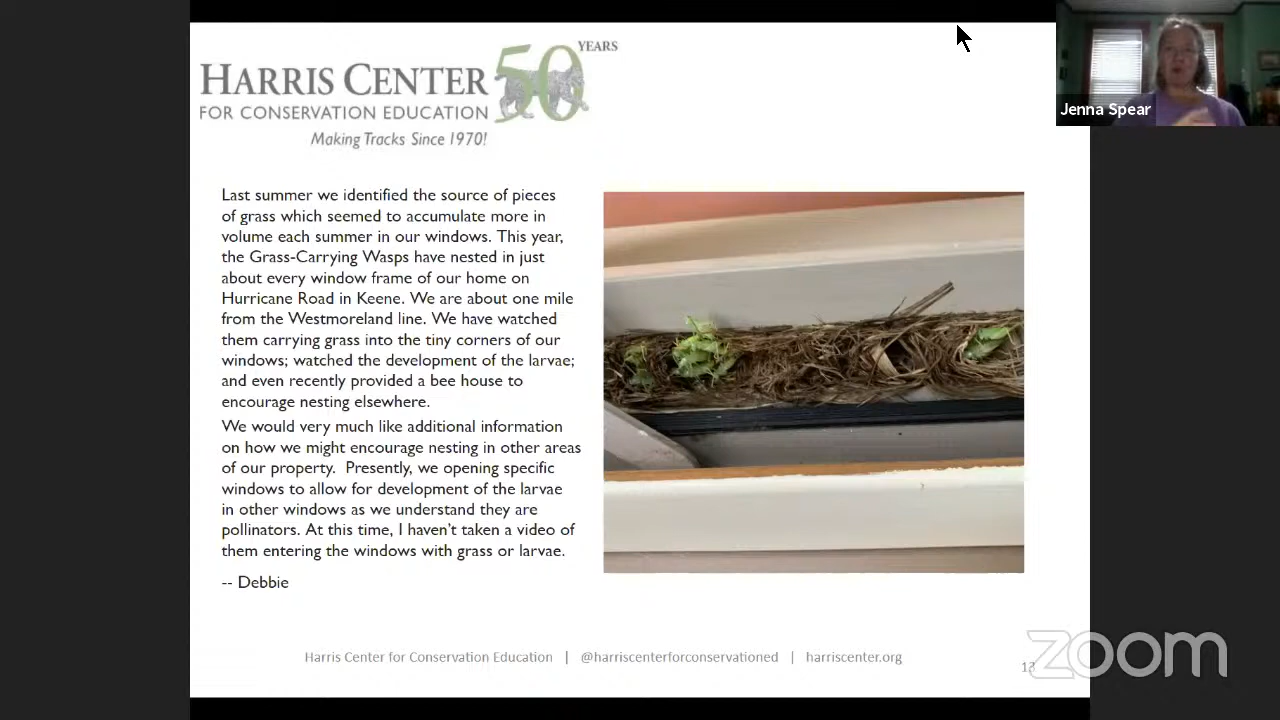 50 YEARS
HARRIS CENTER
FOR CONSERVATION EDUCATION
Making Tracks Since 1970!
Jenna Spear
Last summer we identified the source of pieces
of grass which seemed to accumulate more in
volume each summer in our windows. This year,
the Grass-Carrying Wasps have nested in just
about every window frame of our home on
Hurricane Road in Keene. We are about one mile
from the Westmoreland line. We have watched
them carrying grass into the tiny corners of our
windows; watched the development of the larvae;
and even recently provided a bee house to
encourage nesting elsewhere.
We would very much like additional information
on how we might encourage nesting in other areas
of our property. Presently, we opening specific
windows to allow for development of the larvae
in other windows as we understand they are
pollinators. At this time, I haven't taken a video of
them entering the windows with grass or larvae.
-- Debbie
Harris Center for Conservation Education | @harriscenterforconservationed | harriscenter.org
zoom